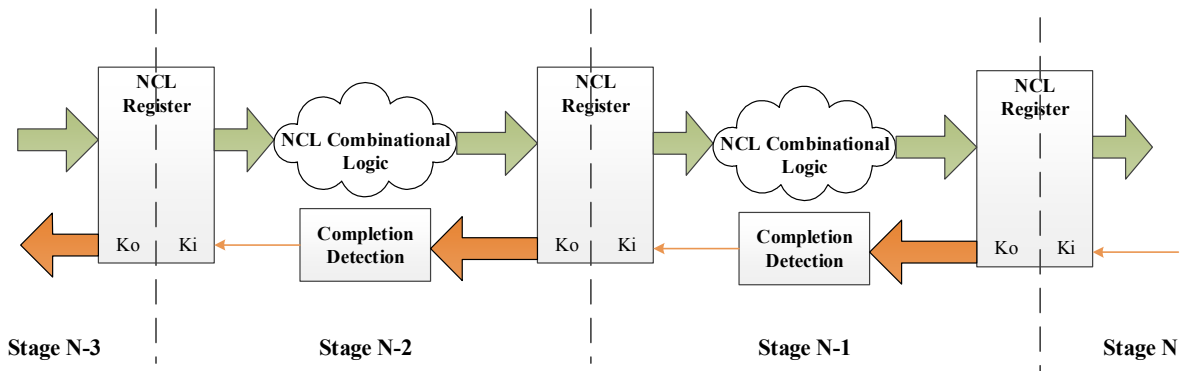 NCL
Register
NCL Combinational
Logic
NCL
Register
NCL Combinational
Logic
NCL
Register
Ko Ki
Completion
Detection
Ko Ki
Completion
Detection
Ko Ki
Stage N-3
Stage N-2
Stage N-1
Stage N